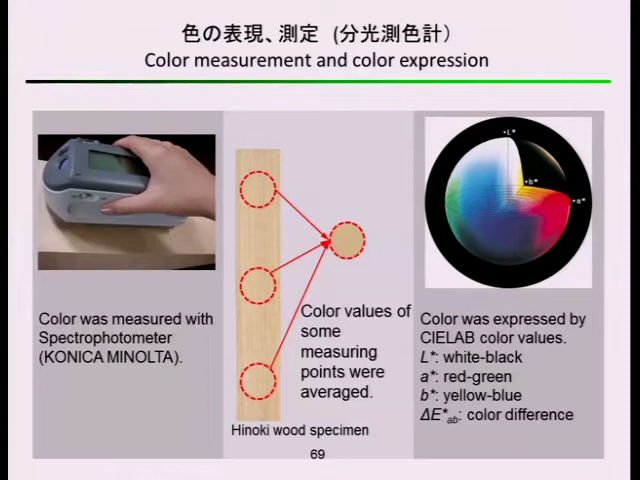 色の表現、測定 (分光測色計)
Color measurement and color expression
Color was measured with
Spectrophotometer
(KONICA MINOLTA).
Color values of
some
measuring
points were
averaged.
Hinoki wood specimen
+L*
+b*
+a*
Color was expressed by
CIELAB color values.
L*: white-black
a*: red-green
b*: yellow-blue
ΔE*ab: color difference
69